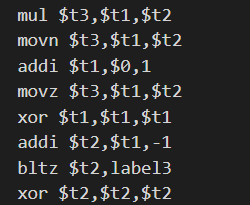 mul $t3,$t1,$t2
movn $t3,$t1,$t2
addi $t1,$0,1
movz $t3,$t1,$t2
xor $t1,$t1,$t1
addi $t2,$t1,-1
bltz $t2,label3
xor $t2,$t2,$t2